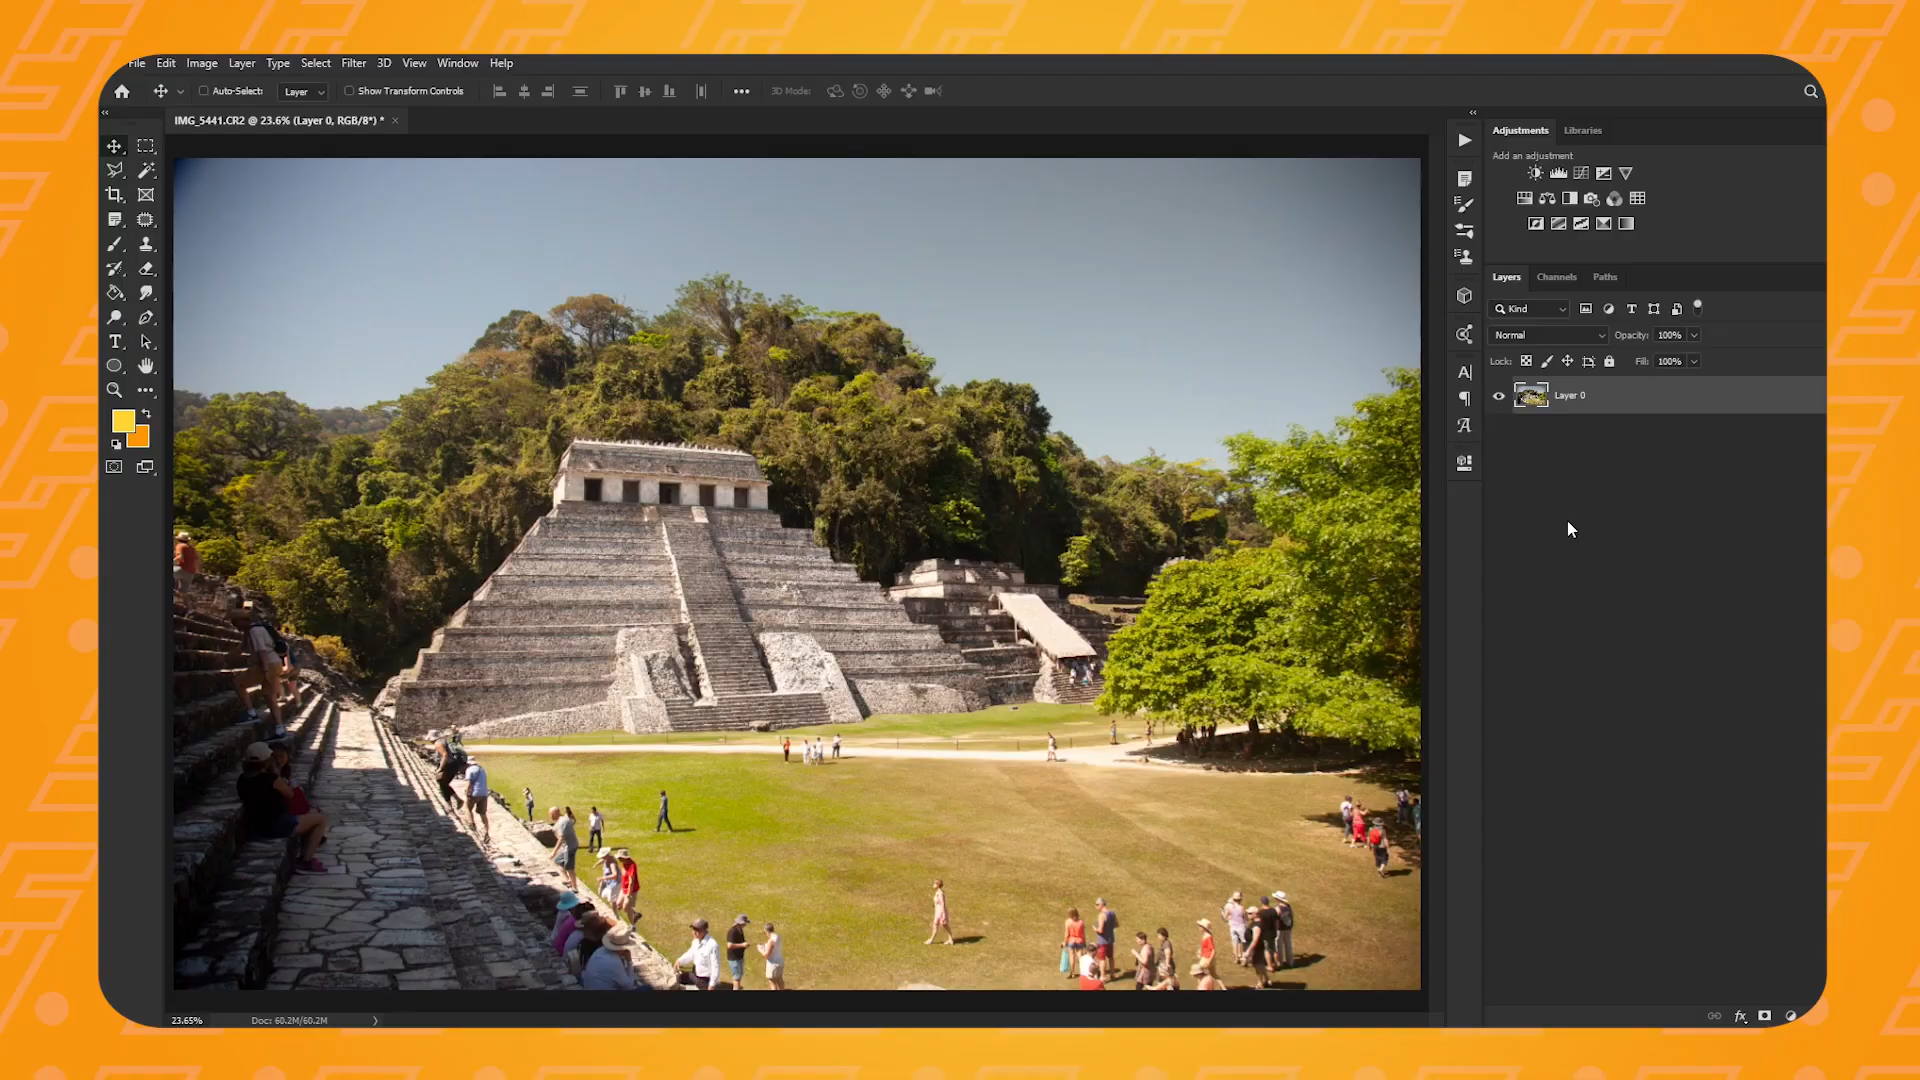 File Edit Image Layer Type Select Filter 3D View Window Help
Auto-Select: Layer Show Transform Controls 3D Mode:
IMG_5441.CR2 @ 23.6% (Layer 0, RGB/8*) *
Adjustments Libraries
Add an adjustment
Layers Channels Paths
Kind
Normal Opacity: 100%
Lock: Fill: 100%
Layer 0
23.65% Doc: 60.2M/60.2M
fx